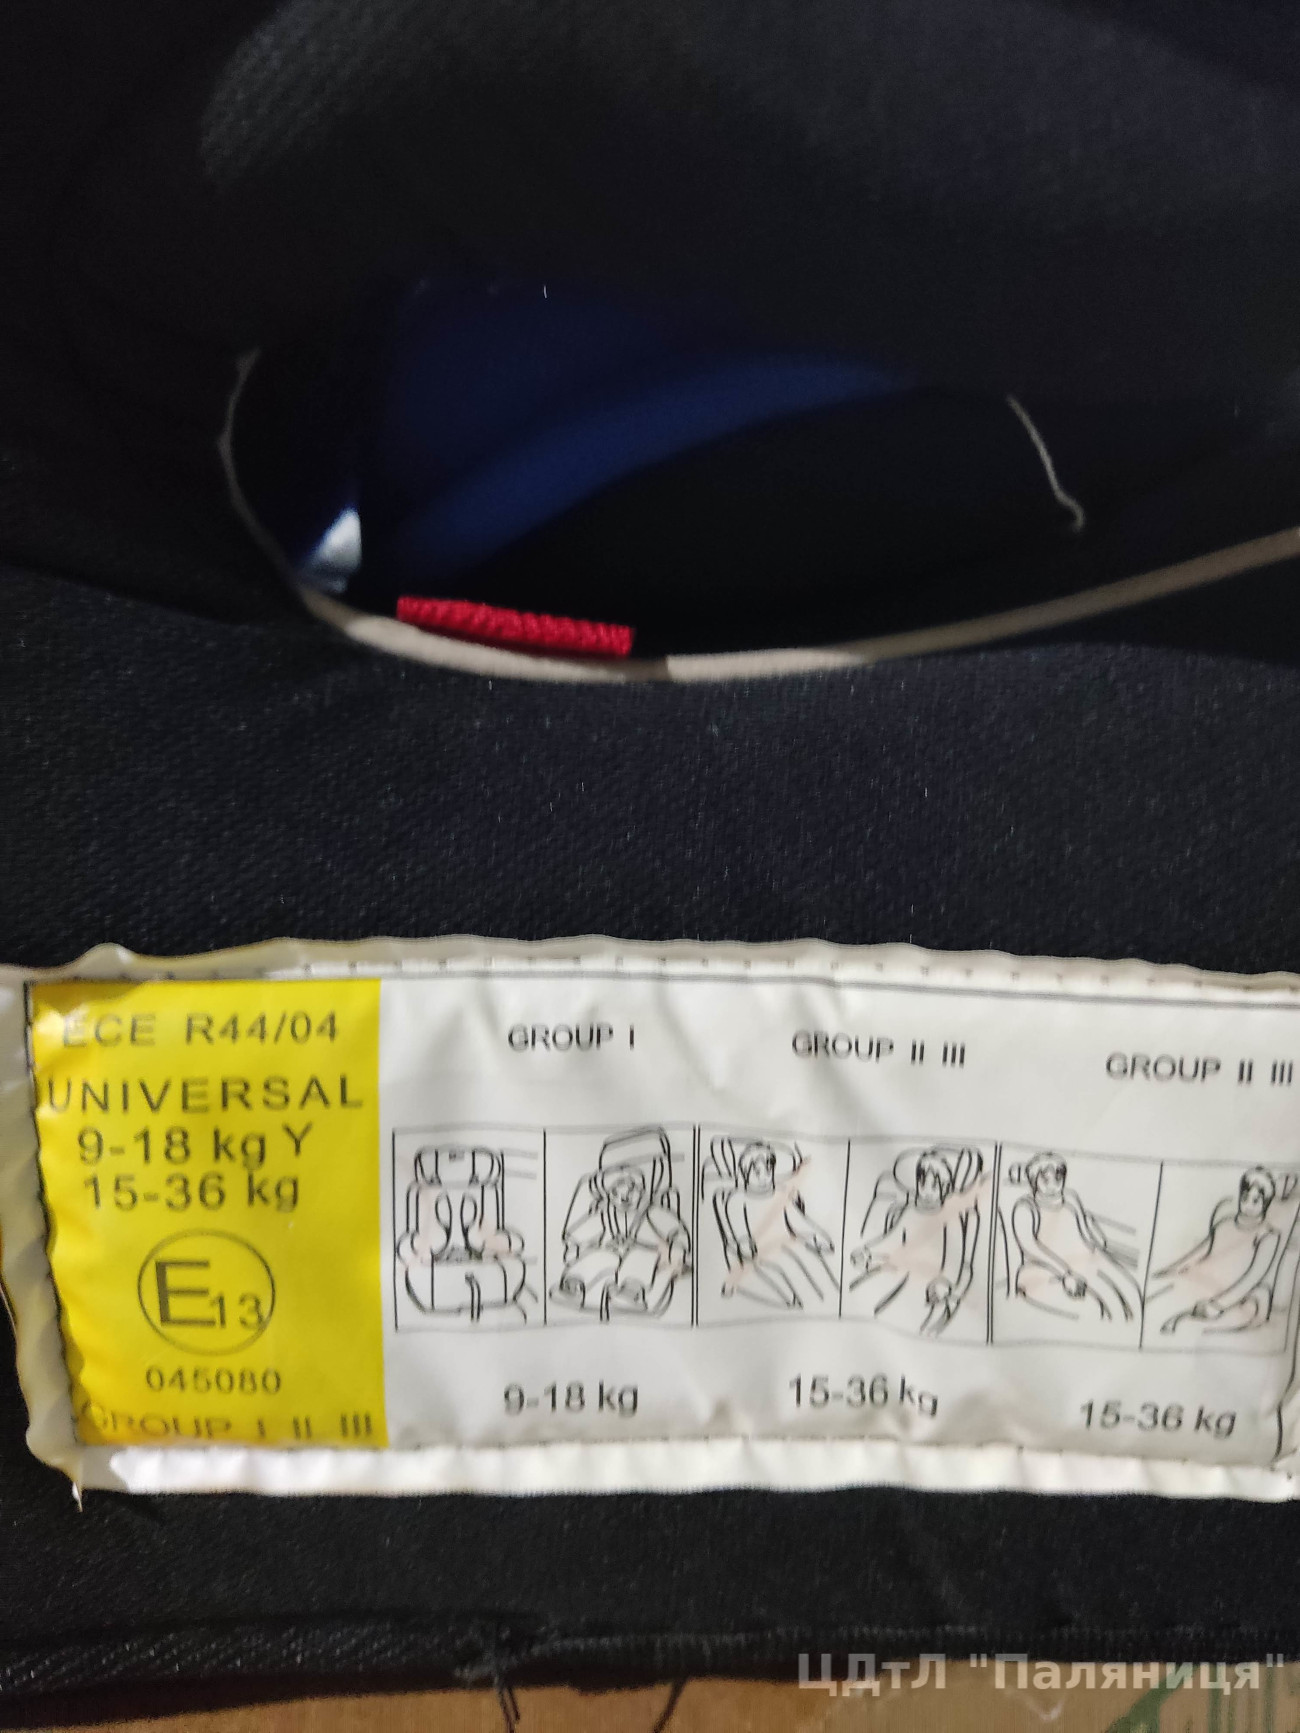 ECE R44/04
UNIVERSAL
9-18 kg Y
15-36 kg
E13
045080
GROUP I II III
GROUP I
GROUP II III
GROUP II III
9-18 kg
15-36 kg
15-36 kg
ЦДтЛ "Паляниця"